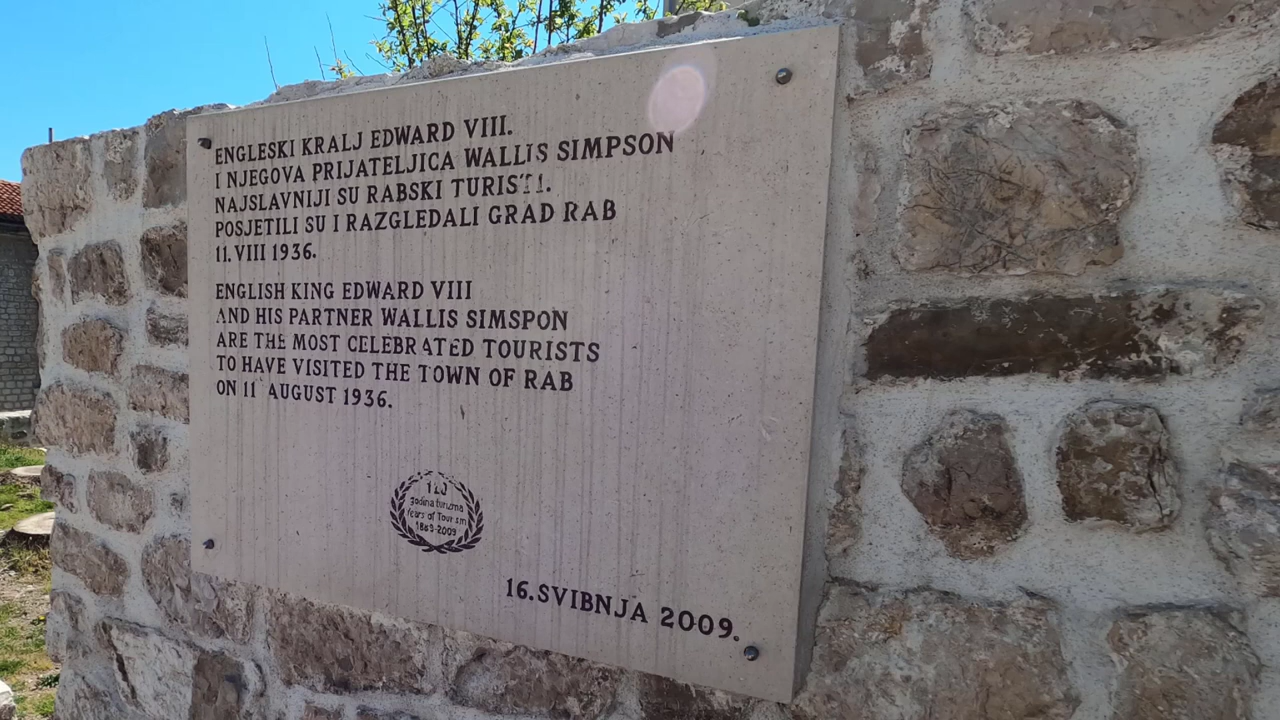 ENGLESKI KRALJ EDWARD VIII.
I NJEGOVA PRIJATELJICA WALLIS SIMPSON
NAJSLAVNIJI SU RABSKI TURISTI.
POSJETILI SU I RAZGLEDALI GRAD RAB
11.VIII 1936.
ENGLISH KING EDWARD VIII
AND HIS PARTNER WALLIS SIMSPON
ARE THE MOST CELEBRATED TOURISTS
TO HAVE VISITED THE TOWN OF RAB
ON 11 AUGUST 1936.
120
godina turizma
Years of Tourism
1889-2009
16.SVIBNJA 2009.